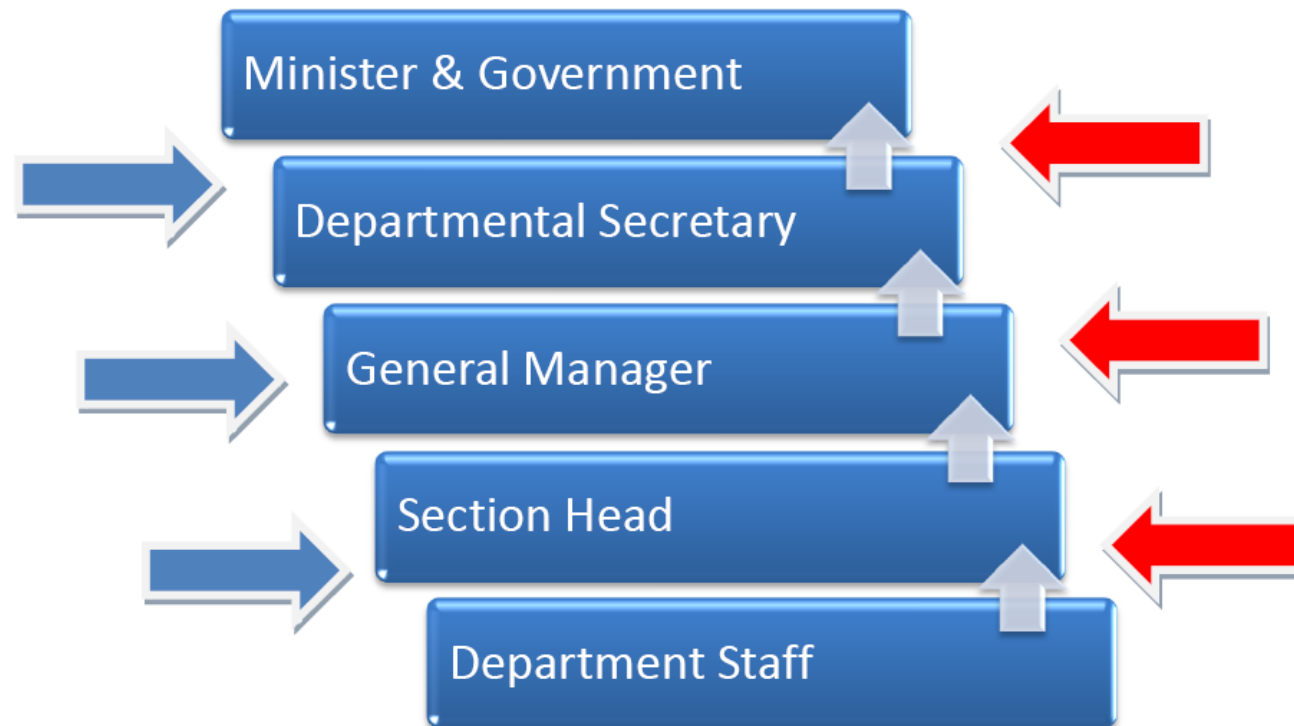 Minister & Government
Departmental Secretary
General Manager
Section Head
Department Staff